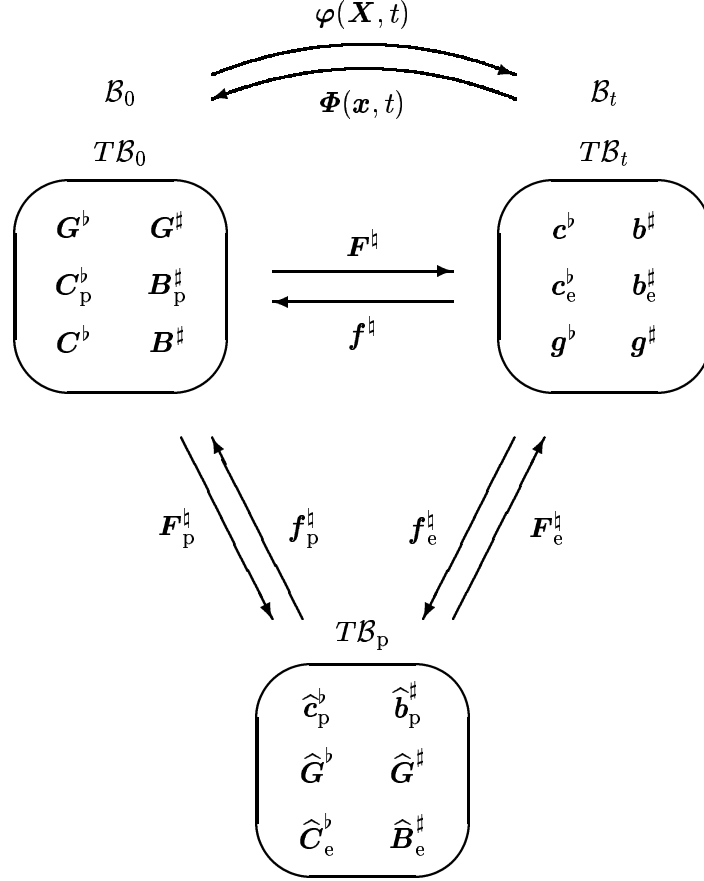 𝝋(𝑿, t)
𝚽(𝒙, t)
ℬ₀ ℬₜ
Tℬ₀ Tℬₜ
G♭ G♯ c♭ b♯
F♮
C♭ₚ B♯ₚ c♭ₑ b♯ₑ
f♮
C♭ B♯ g♭ g♯
F♮ₚ f♮ₚ f♮ₑ F♮ₑ
Tℬₚ
ĉ♭ₚ b̂♯ₚ
Ĝ♭ Ĝ♯
Ĉ♭ₑ B̂♯ₑ